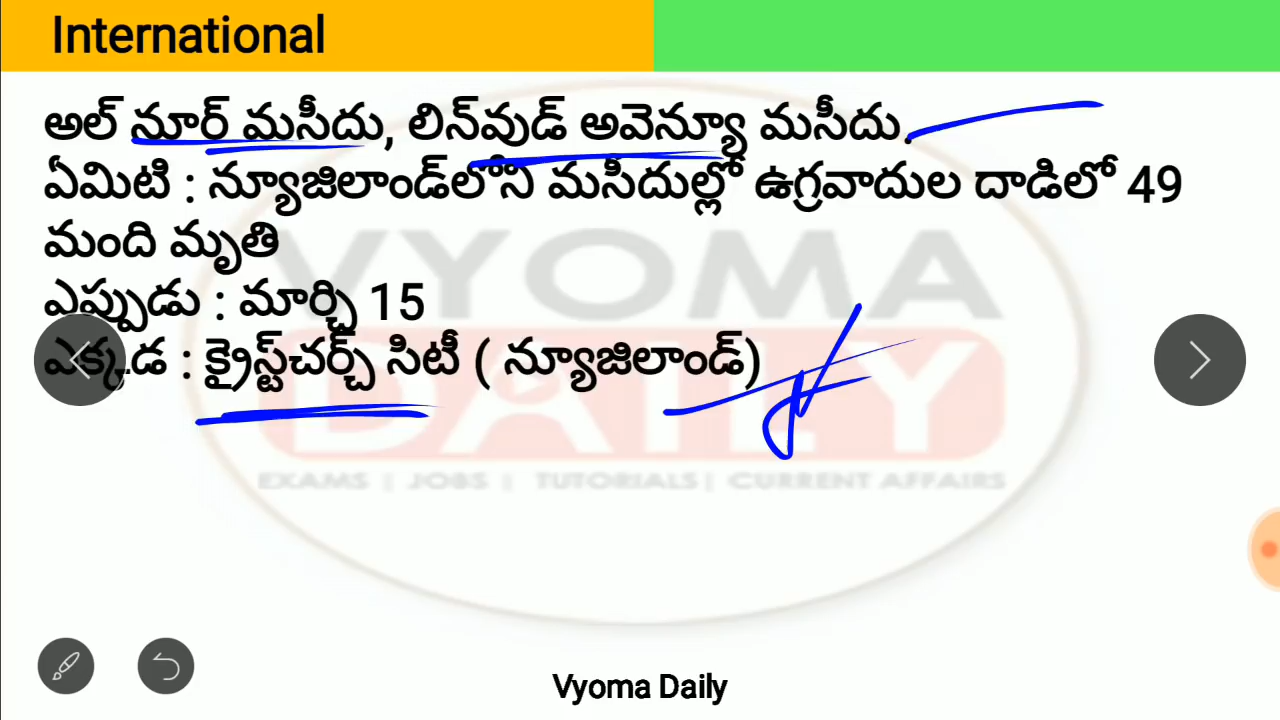 International
అల్ నూర్ మసీదు, లిన్‌వుడ్ అవెన్యూ మసీదు.
ఏమిటి : న్యూజిలాండ్‌లోని మసీదుల్లో ఉగ్రవాదుల దాడిలో 49
మంది మృతి
ఎప్పుడు : మార్చి 15
ఎక్కడ : క్రైస్ట్‌చర్చ్ సిటీ ( న్యూజిలాండ్)
VYOMA
DAILY
EXAMS | JOBS | TUTORIALS | CURRENT AFFAIRS
Vyoma Daily